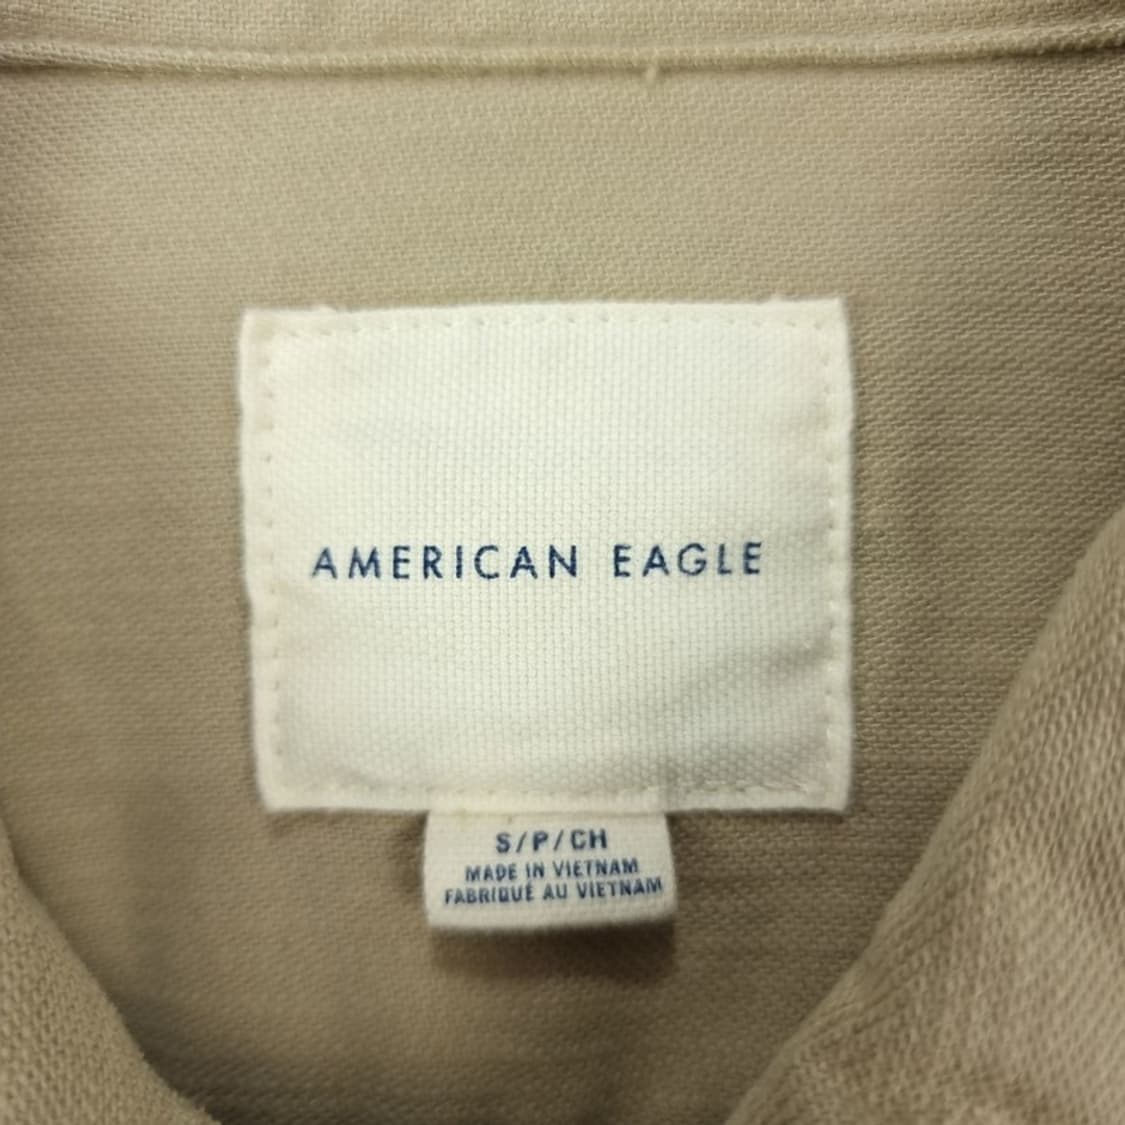 AMERICAN EAGLE
S/P/CH
MADE IN VIETNAM
FABRIQUÉ AU VIETNAM